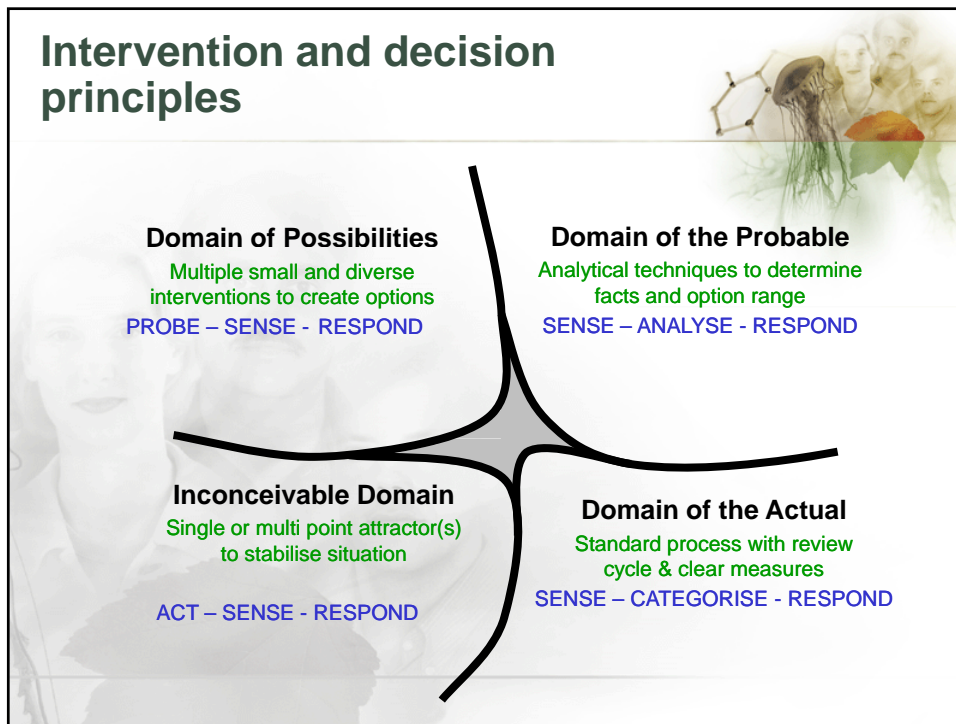 Intervention and decision
principles
Domain of Possibilities
Multiple small and diverse
interventions to create options
PROBE – SENSE - RESPOND
Domain of the Probable
Analytical techniques to determine
facts and option range
SENSE – ANALYSE - RESPOND
Inconceivable Domain
Single or multi point attractor(s)
to stabilise situation
ACT – SENSE - RESPOND
Domain of the Actual
Standard process with review
cycle & clear measures
SENSE – CATEGORISE - RESPOND